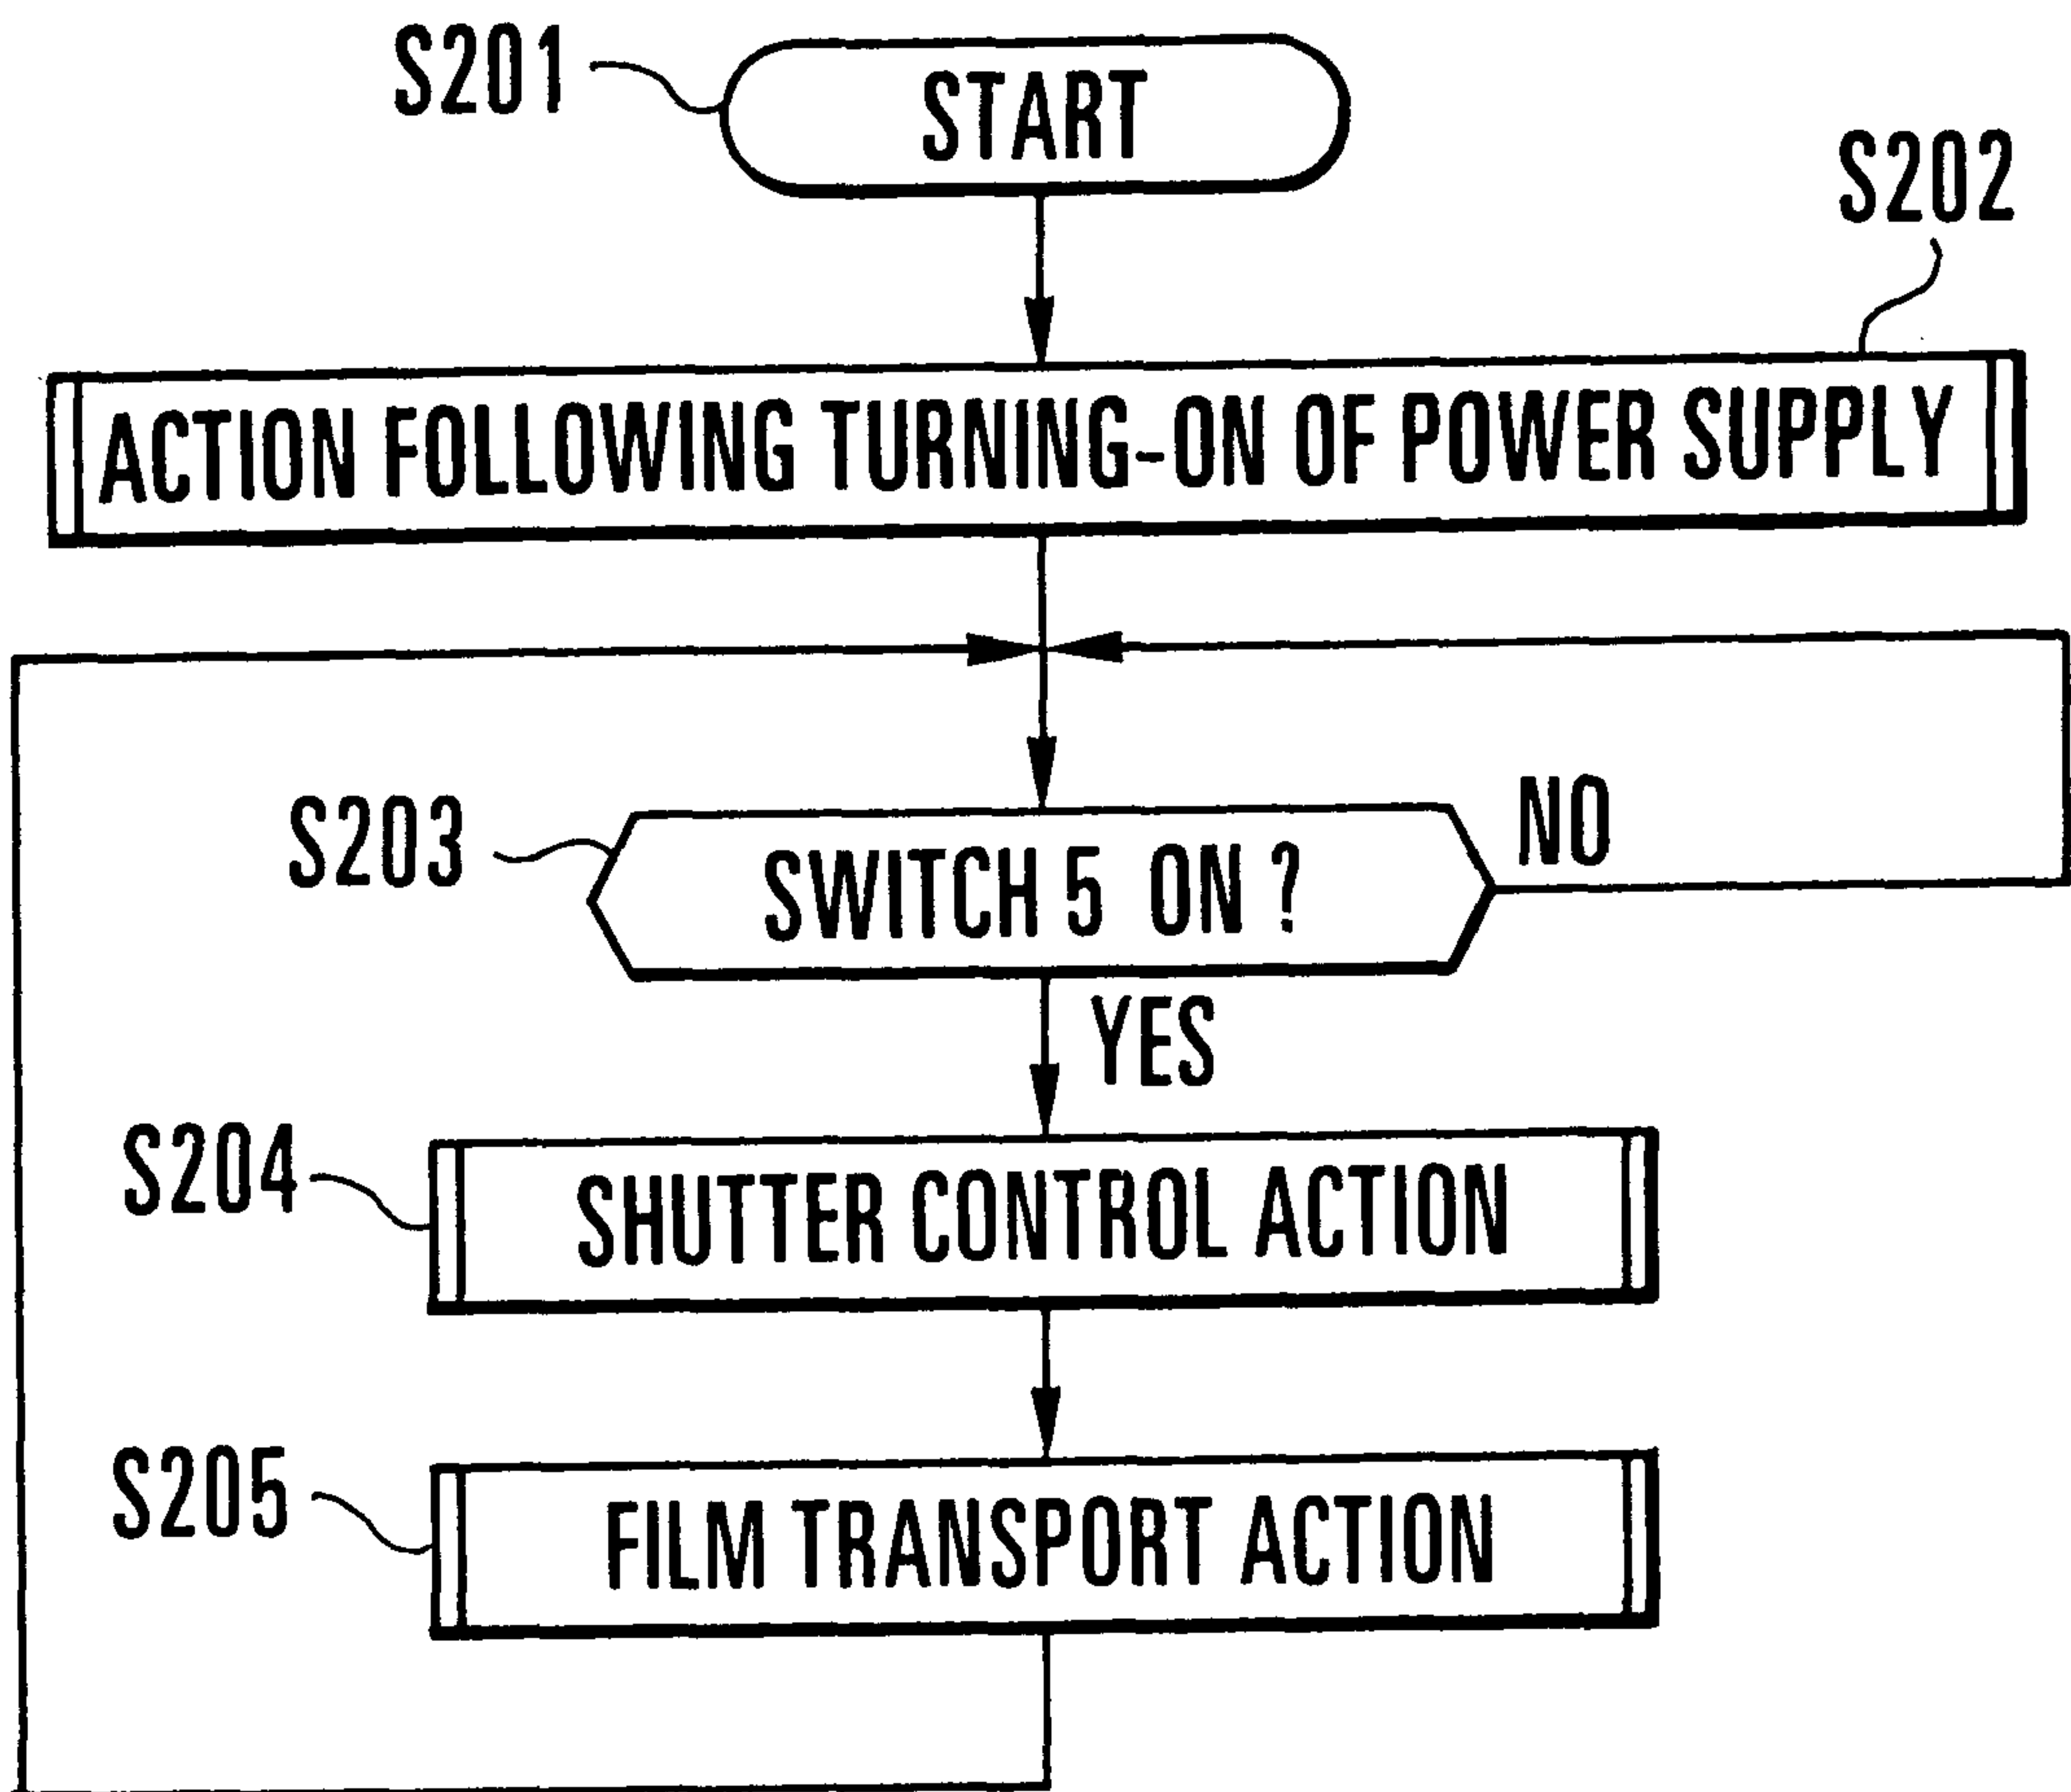 S201
START
S202
ACTION FOLLOWING TURNING-ON OF POWER SUPPLY
S203
SWITCH 5 ON ?
NO
YES
S204
SHUTTER CONTROL ACTION
S205
FILM TRANSPORT ACTION